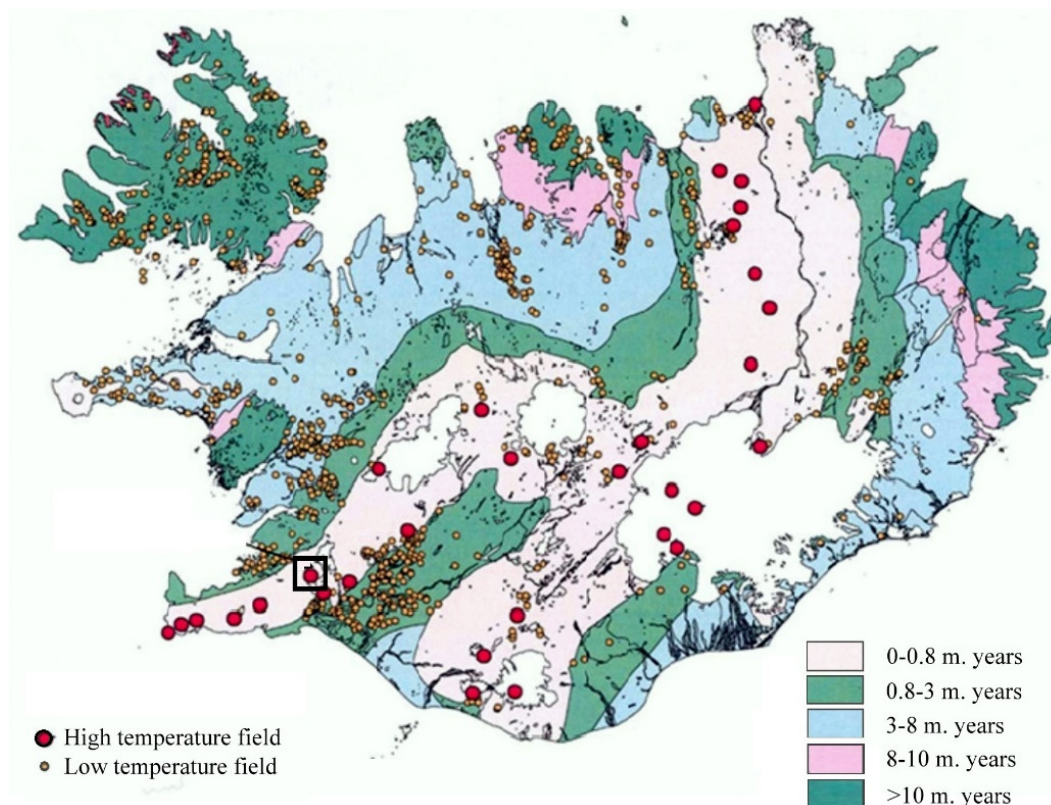 0-0.8 m. years
0.8-3 m. years
3-8 m. years
8-10 m. years
>10 m. years
High temperature field
Low temperature field